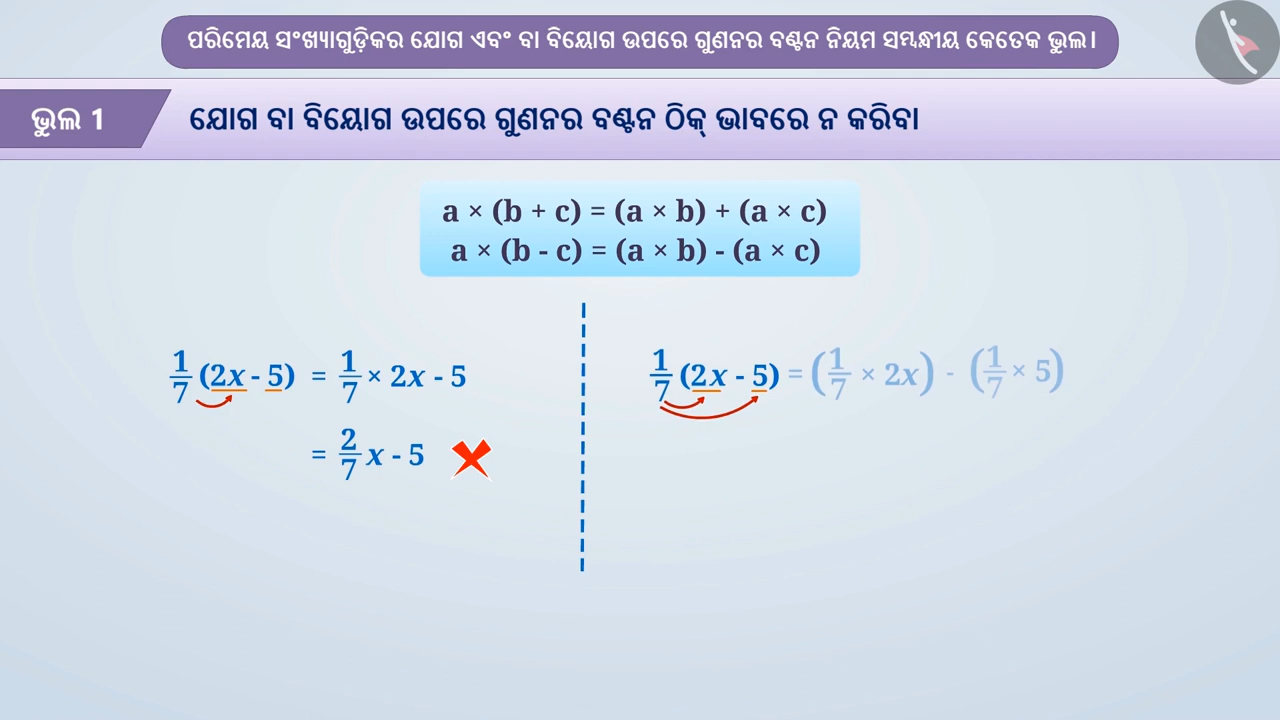 ପରିମେୟ ସଂଖ୍ୟାଗୁଡ଼ିକର ଯୋଗ ଏବଂ ବା ବିୟୋଗ ଉପରେ ଗୁଣନର ବଣ୍ଟନ ନିୟମ ସମ୍ବନ୍ଧୀୟ କେତେକ ଭୁଲ।
ଭୁଲ 1
ଯୋଗ ବା ବିୟୋଗ ଉପରେ ଗୁଣନର ବଣ୍ଟନ ଠିକ୍ ଭାବରେ ନ କରିବା
a × (b + c) = (a × b) + (a × c)
a × (b - c) = (a × b) - (a × c)
1/7 (2x - 5) = 1/7 × 2x - 5
= 2/7 x - 5
1/7 (2x - 5) = (1/7 × 2x) - (1/7 × 5)